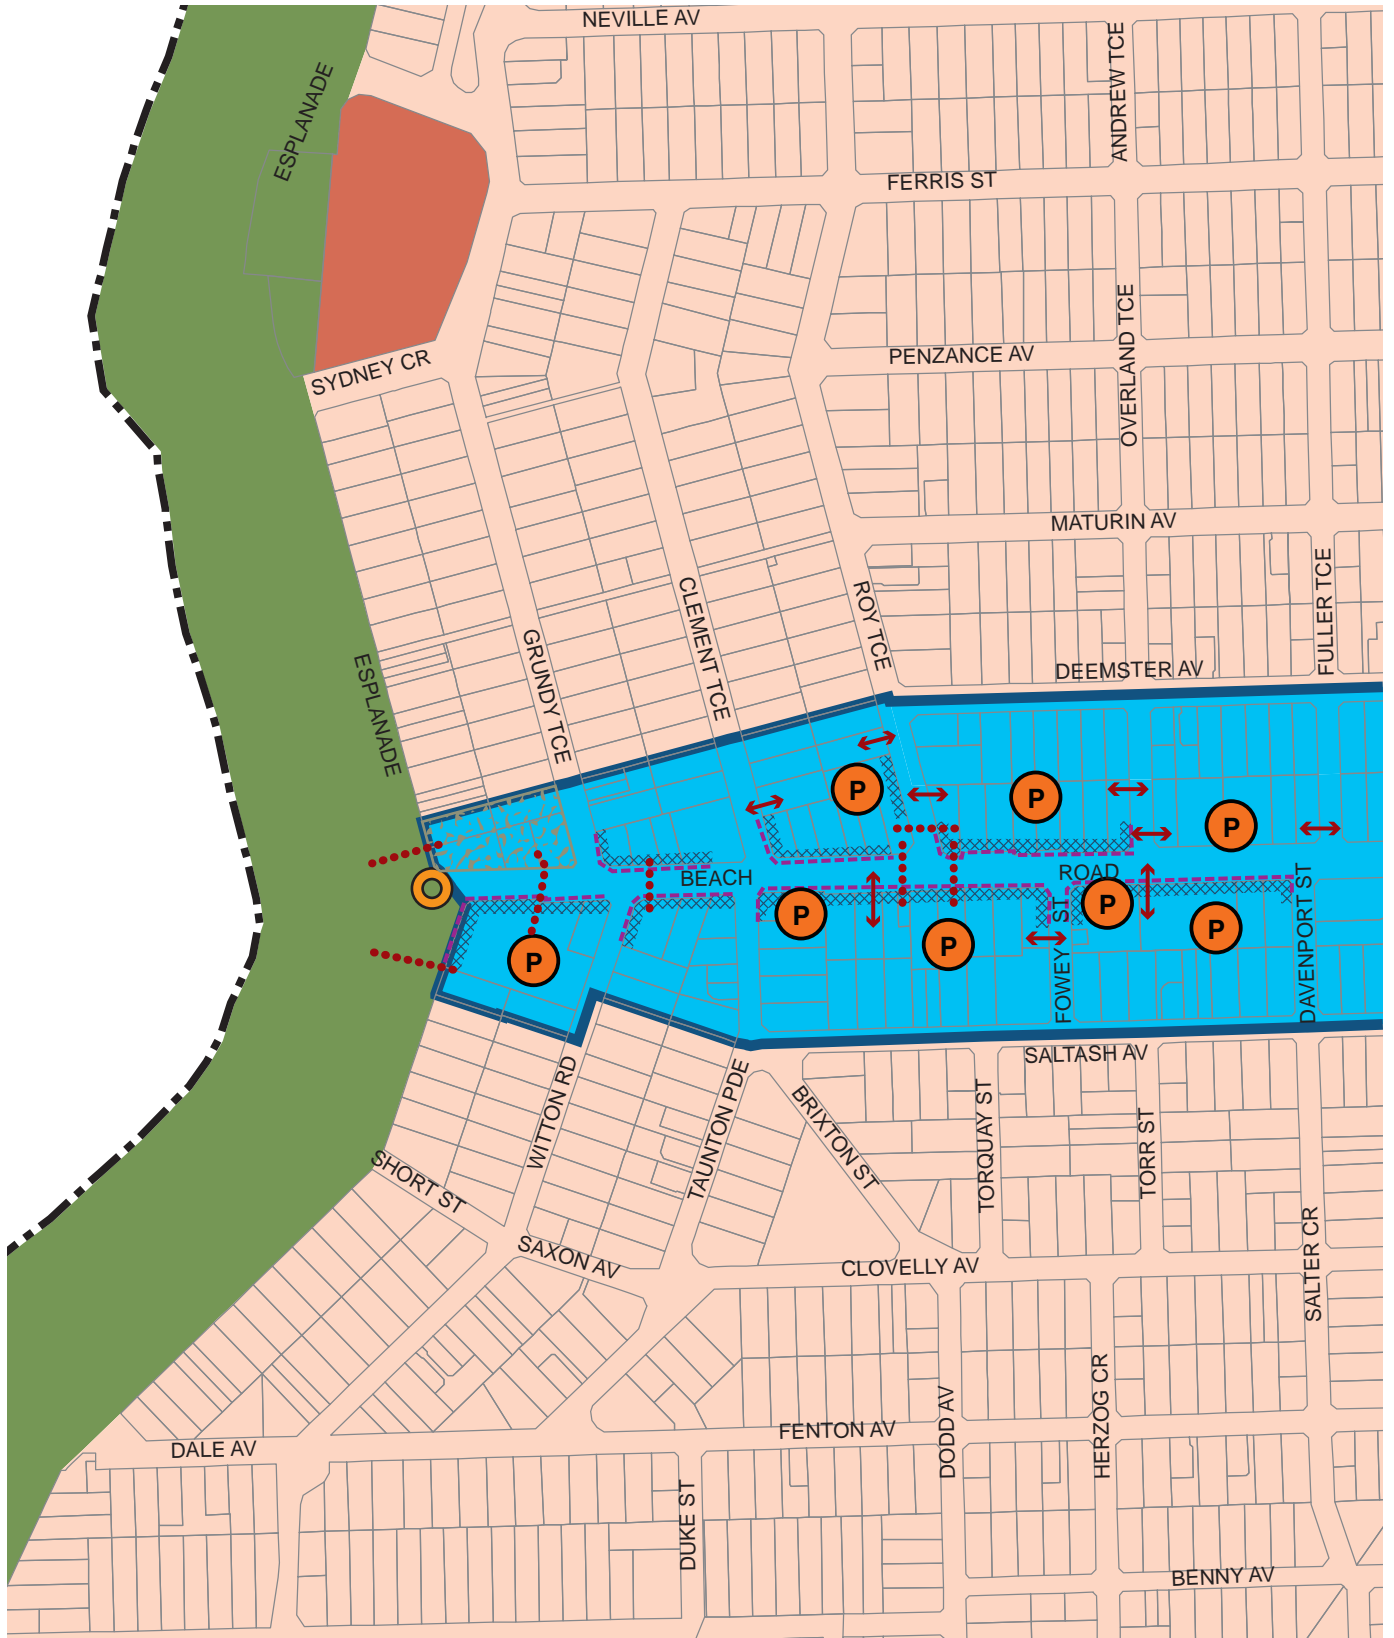 NEVILLE AV
ANDREW TCE
ESPLANADE
FERRIS ST
OVERLAND TCE
PENZANCE AV
SYDNEY CR
MATURIN AV
FULLER TCE
CLEMENT TCE
ROY TCE
GRUNDY TCE
ESPLANADE
DEEMSTER AV
P
P
P
BEACH
ROAD
P
P
P
P
P
FOWEY ST
DAVENPORT ST
SALTASH AV
WITTON RD
TAUNTON PDE
BRIXTON ST
TORQUAY ST
TORR ST
SHORT ST
SAXON AV
CLOVELLY AV
SALTER CR
HERZOG CR
DODD AV
FENTON AV
DALE AV
DUKE ST
BENNY AV